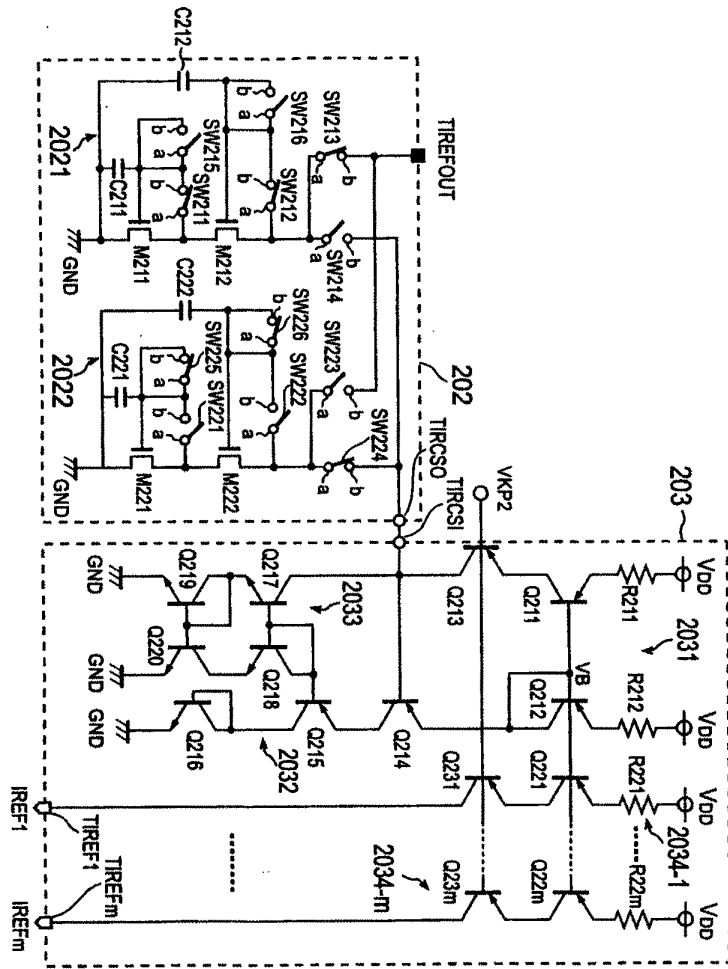 TIREFOUT
202
TIRCSO
TIRCSI
VKP2
203
VDD
VDD
VDD
VDD
C212
SW216
b
a
SW213
a
b
SW212
b
a
SW215
b
a
SW211
b
a
SW214
a
b
2021
C211
M211
M212
GND
C222
SW226
b
a
SW223
a
b
SW222
b
a
SW225
b
a
SW221
b
a
SW224
a
b
2022
C221
M221
M222
GND
R211
2031
R212
R221
2034-1
R22m
Q211
VB
Q212
Q221
Q22m
Q213
Q231
Q23m
2034-m
2033
Q214
Q217
Q218
Q215
2032
Q219
Q220
Q216
GND
GND
GND
TIREF1
TIREFm
IREF1
IREFm